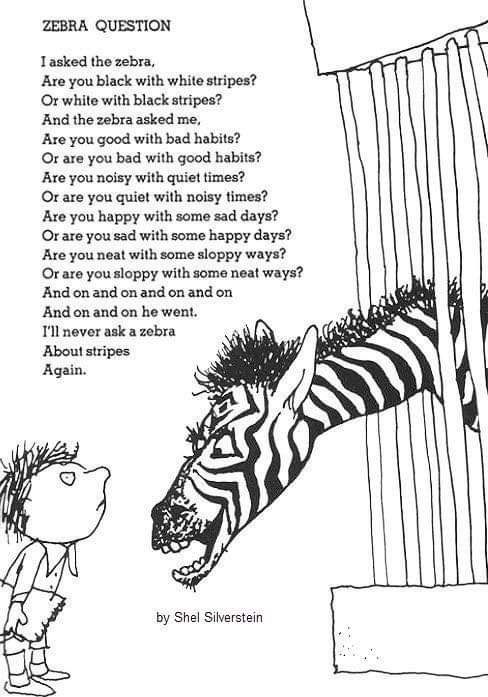 ZEBRA QUESTION
I asked the zebra,
Are you black with white stripes?
Or white with black stripes?
And the zebra asked me,
Are you good with bad habits?
Or are you bad with good habits?
Are you noisy with quiet times?
Or are you quiet with noisy times?
Are you happy with some sad days?
Or are you sad with some happy days?
Are you neat with some sloppy ways?
Or are you sloppy with some neat ways?
And on and on and on and on
And on and on he went.
I'll never ask a zebra
About stripes
Again.
by Shel Silverstein